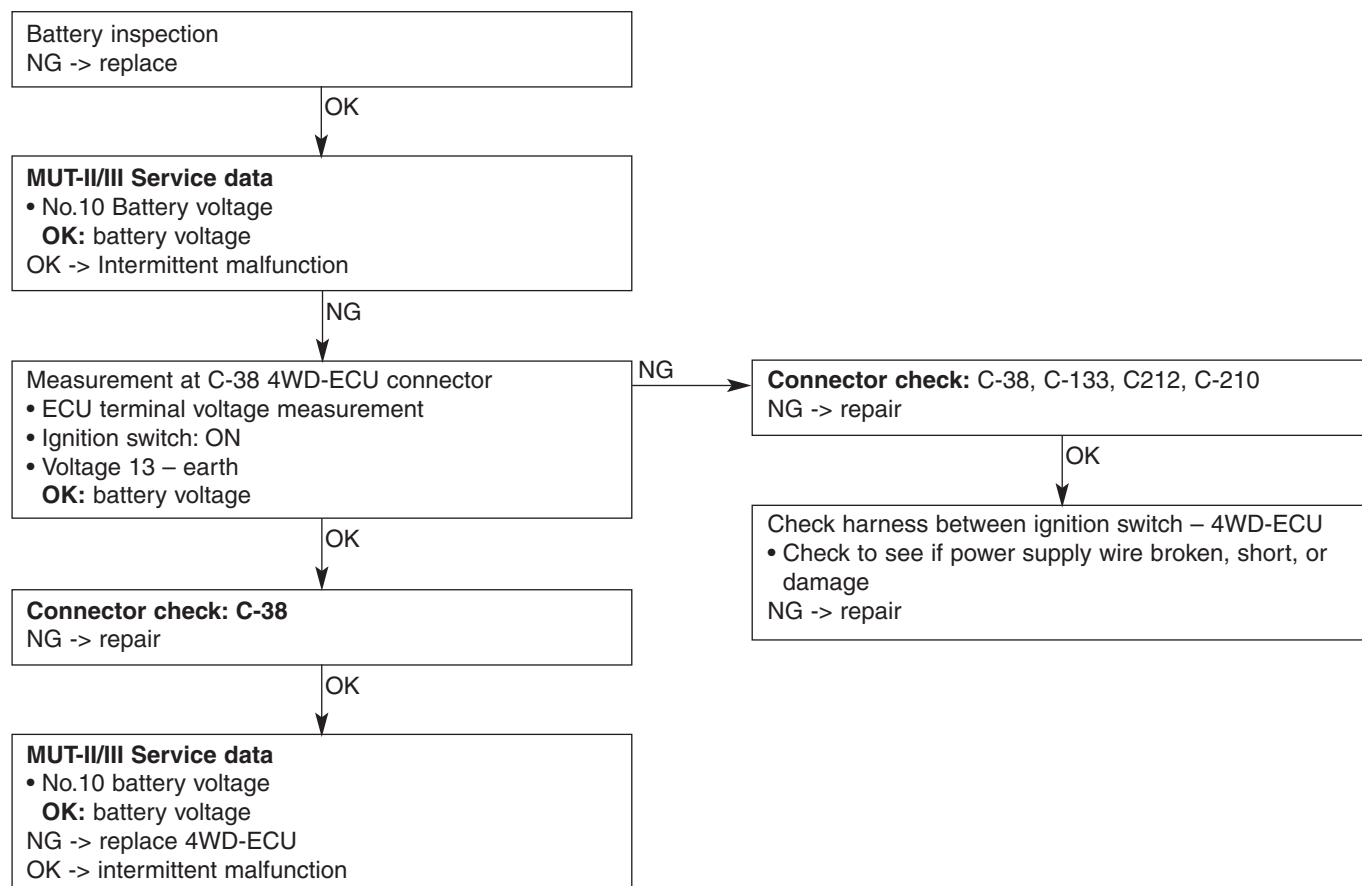 Battery inspection
NG -> replace
OK
MUT-II/III Service data
• No.10 Battery voltage
OK: battery voltage
OK -> Intermittent malfunction
NG
Measurement at C-38 4WD-ECU connector
• ECU terminal voltage measurement
• Ignition switch: ON
• Voltage 13 – earth
OK: battery voltage
NG
Connector check: C-38, C-133, C212, C-210
NG -> repair
OK
Check harness between ignition switch – 4WD-ECU
• Check to see if power supply wire broken, short, or
damage
NG -> repair
OK
Connector check: C-38
NG -> repair
OK
MUT-II/III Service data
• No.10 battery voltage
OK: battery voltage
NG -> replace 4WD-ECU
OK -> intermittent malfunction